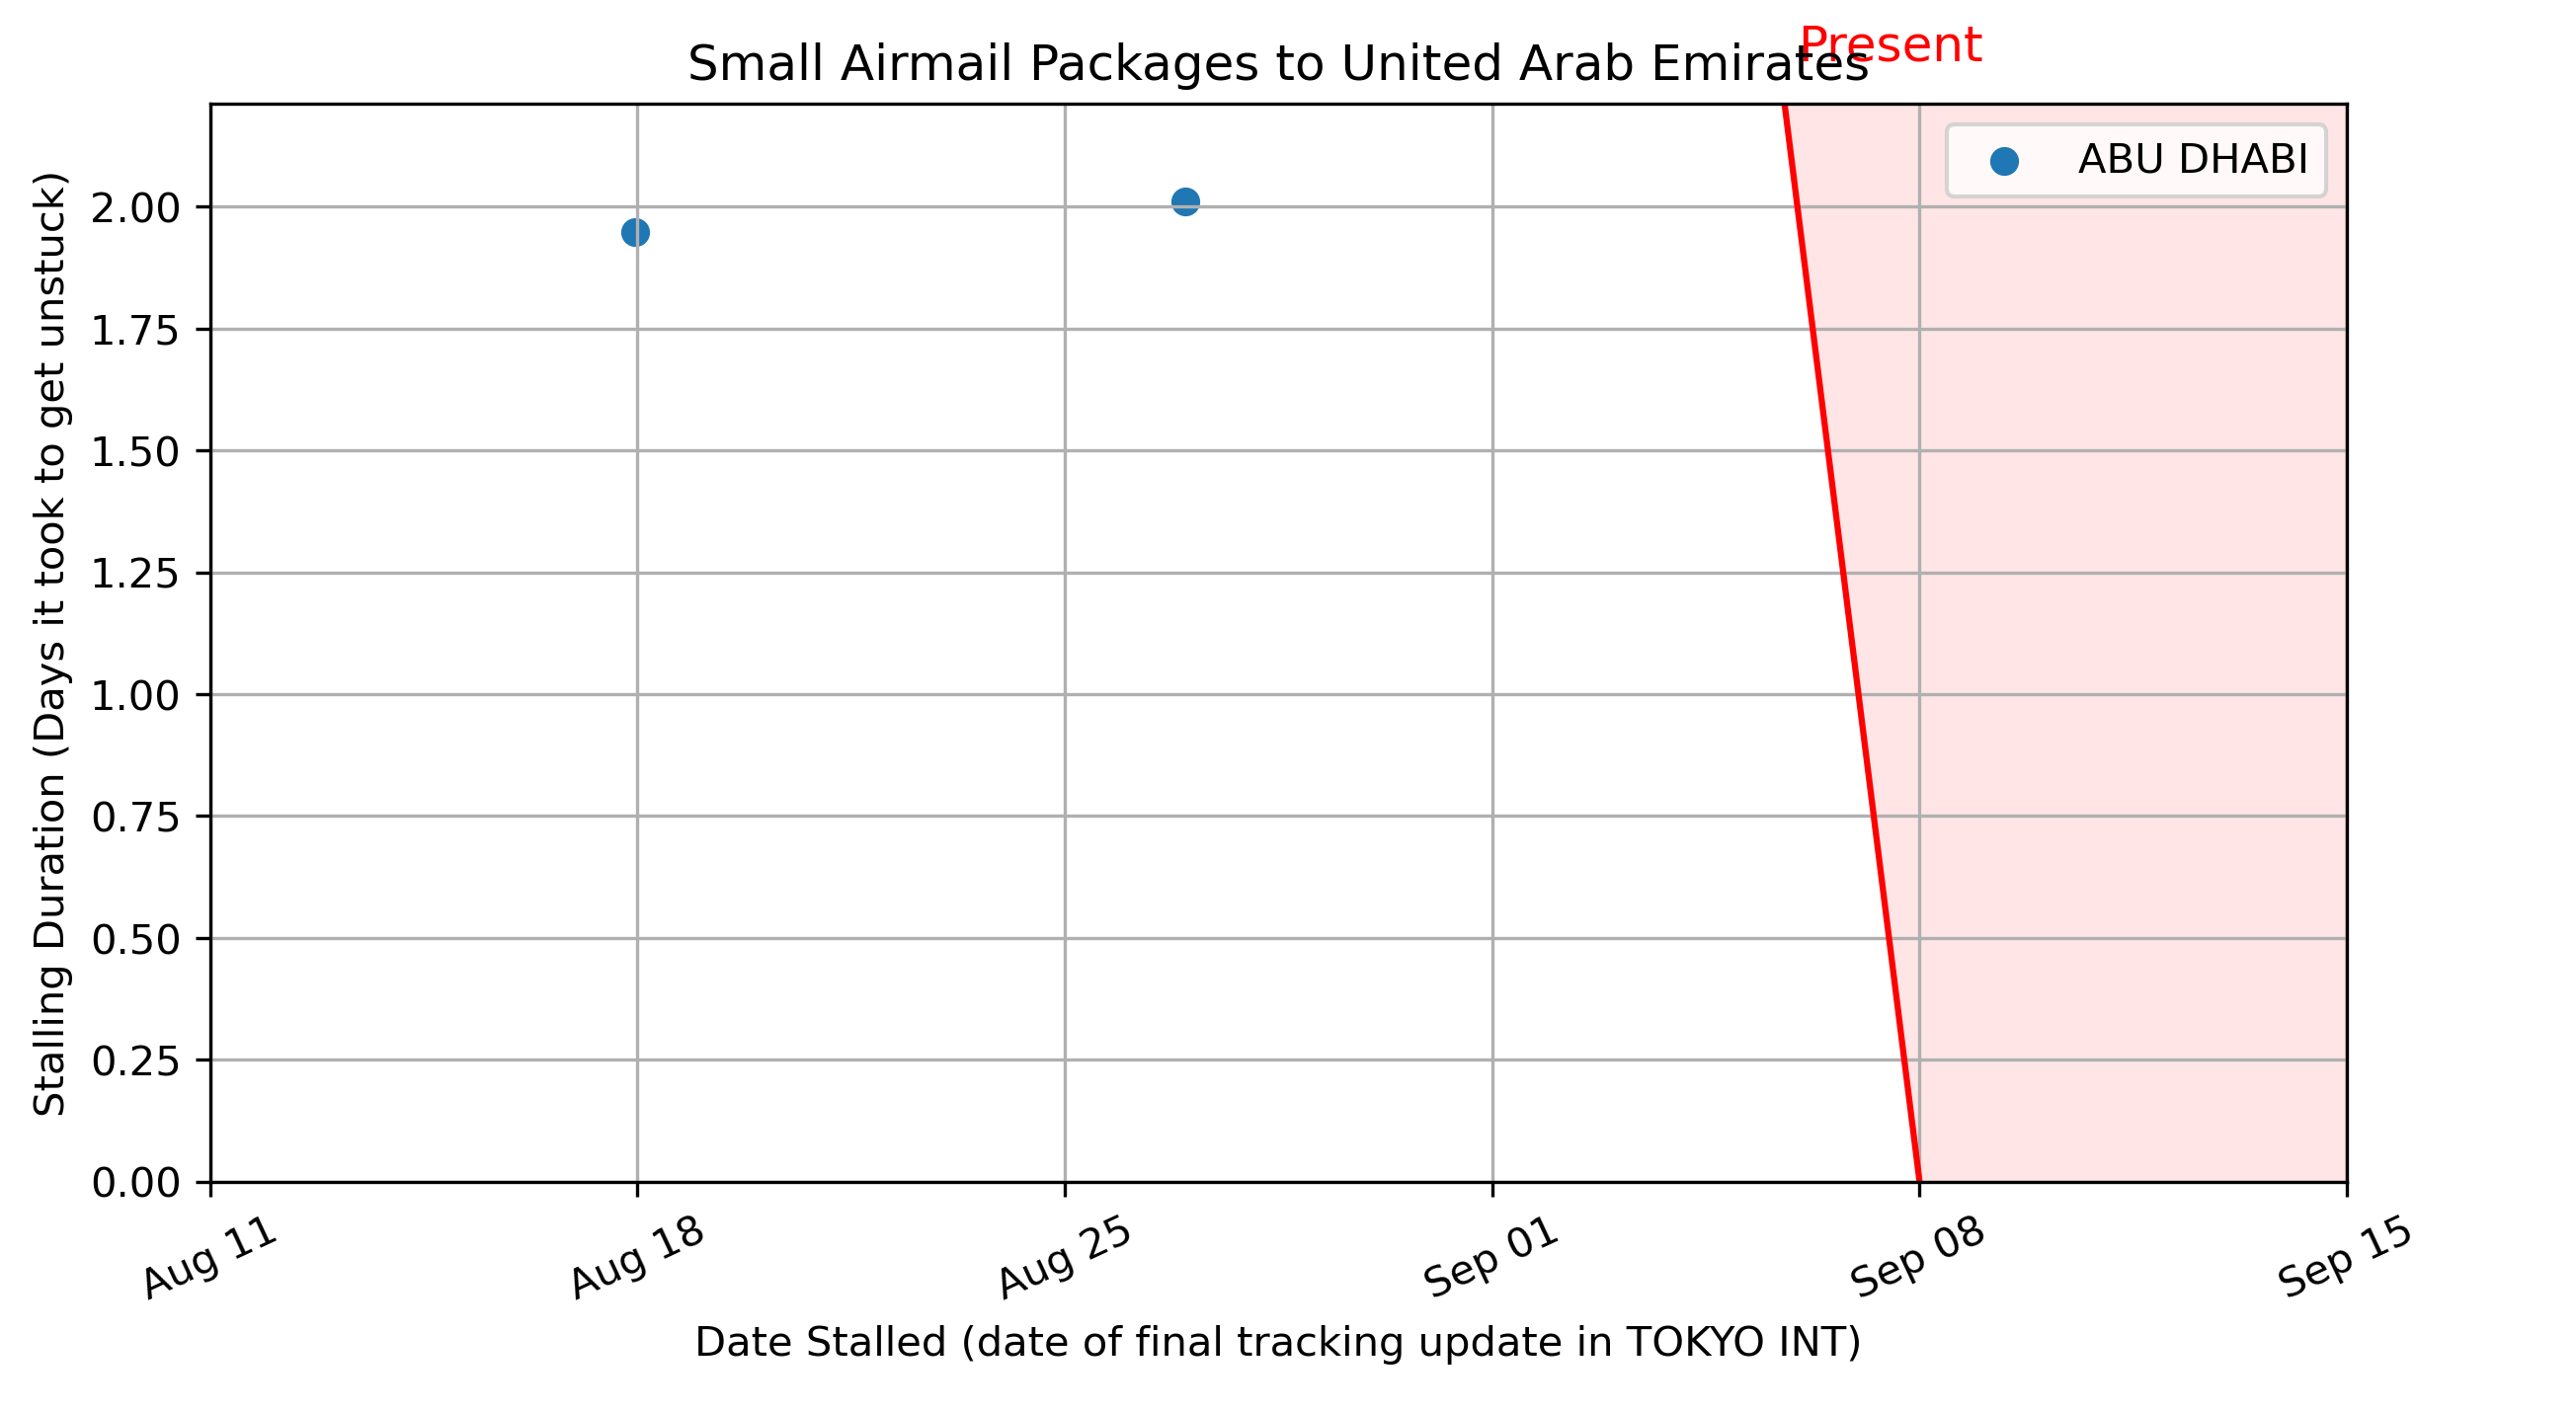 Present
Small Airmail Packages to United Arab Emirates
ABU DHABI
Stalling Duration (Days it took to get unstuck)
2.00
1.75
1.50
1.25
1.00
0.75
0.50
0.25
0.00
Aug 11
Aug 18
Aug 25
Sep 01
Sep 08
Sep 15
Date Stalled (date of final tracking update in TOKYO INT)